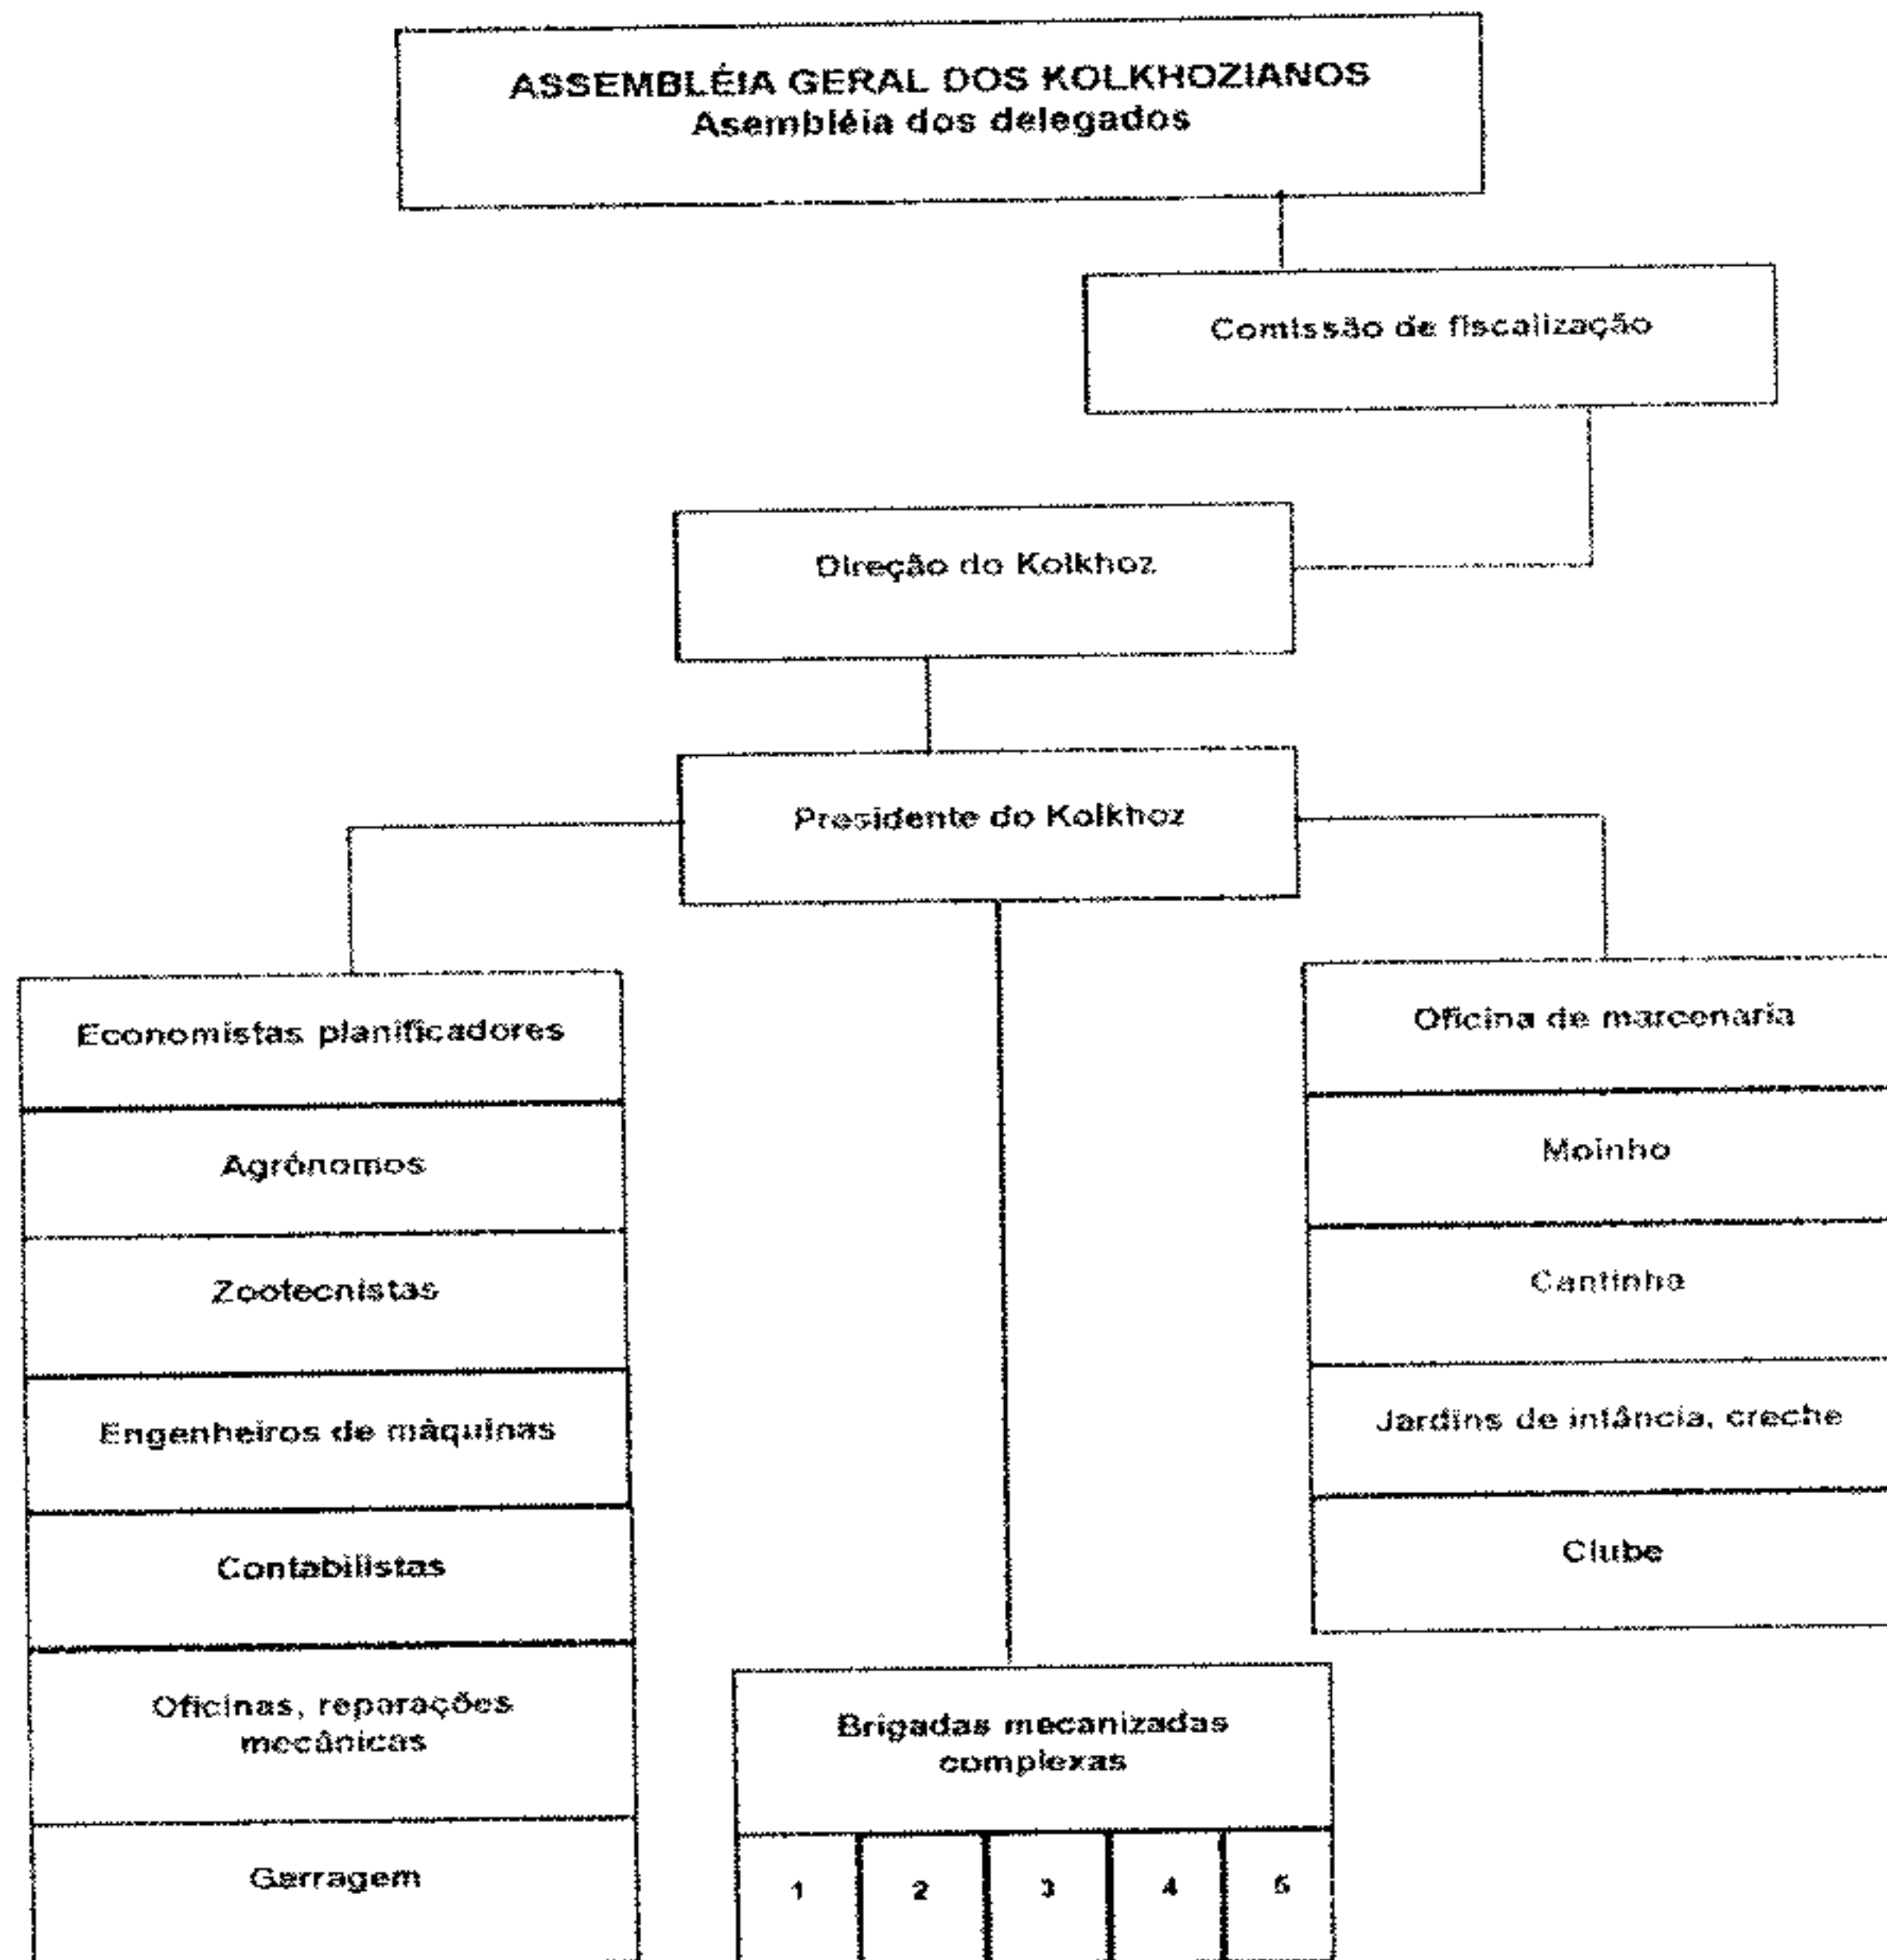 ASSEMBLÉIA GERAL DOS KOLKHOZIANOS
Asembléia dos delegados
Comissão de fiscalização
Direção do Kolkhoz
Presidente do Kolkhoz
Economistas planificadores
Agrônomos
Zootecnistas
Engenheiros de máquinas
Contabilistas
Oficinas, reparações
mecânicas
Garragem
Brigadas mecanizadas
complexas
1 2 3 4 5
Oficina de marcenaria
Moinho
Cantinha
Jardins de infância, creche
Clube